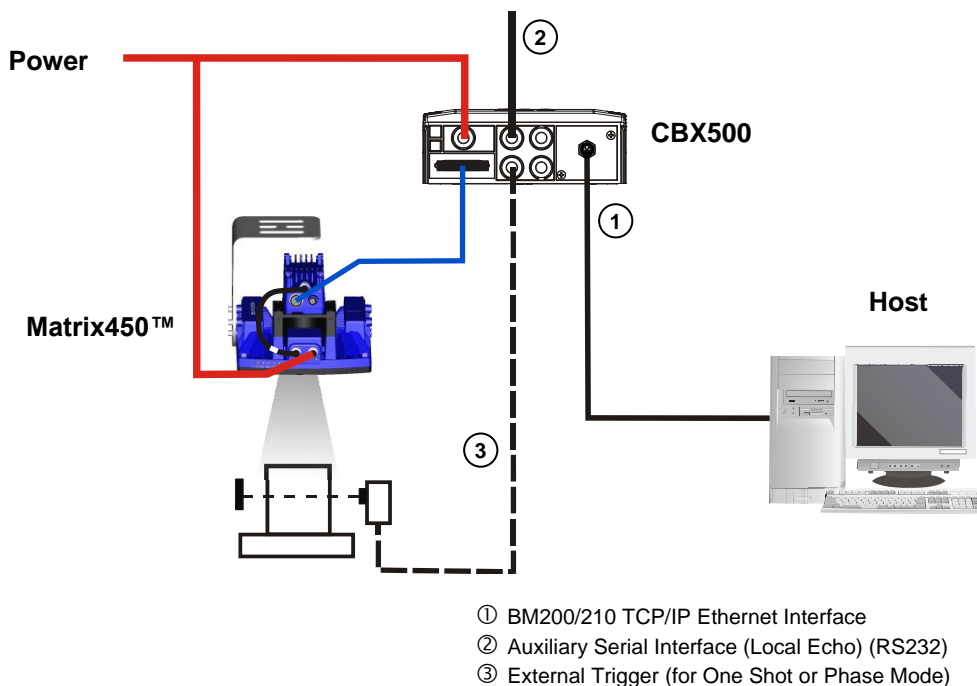 Power
②
CBX500
①
Host
Matrix450™
③
① BM200/210 TCP/IP Ethernet Interface
② Auxiliary Serial Interface (Local Echo) (RS232)
③ External Trigger (for One Shot or Phase Mode)